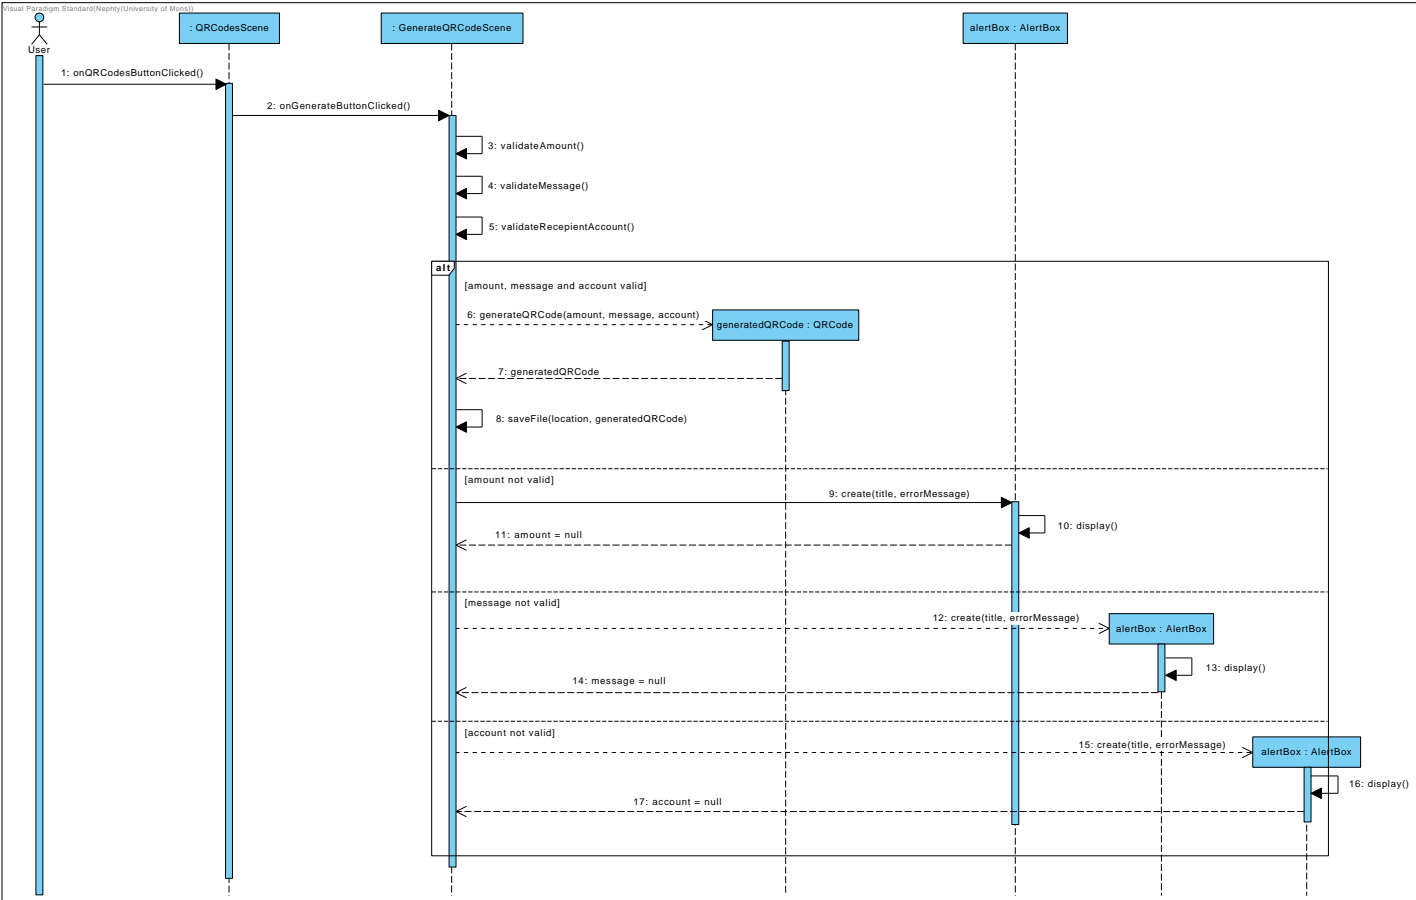 Visual Paradigm Standard(Nephty(University of Mons))
User
: QRCodesScene
: GenerateQRCodeScene
alertBox : AlertBox
1: onQRCodesButtonClicked()
2: onGenerateButtonClicked()
3: validateAmount()
4: validateMessage()
5: validateRecepientAccount()
alt
[amount, message and account valid]
6: generateQRCode(amount, message, account)
generatedQRCode : QRCode
7: generatedQRCode
8: saveFile(location, generatedQRCode)
[amount not valid]
9: create(title, errorMessage)
10: display()
11: amount = null
[message not valid]
12: create(title, errorMessage)
alertBox : AlertBox
13: display()
14: message = null
[account not valid]
15: create(title, errorMessage)
alertBox : AlertBox
16: display()
17: account = null